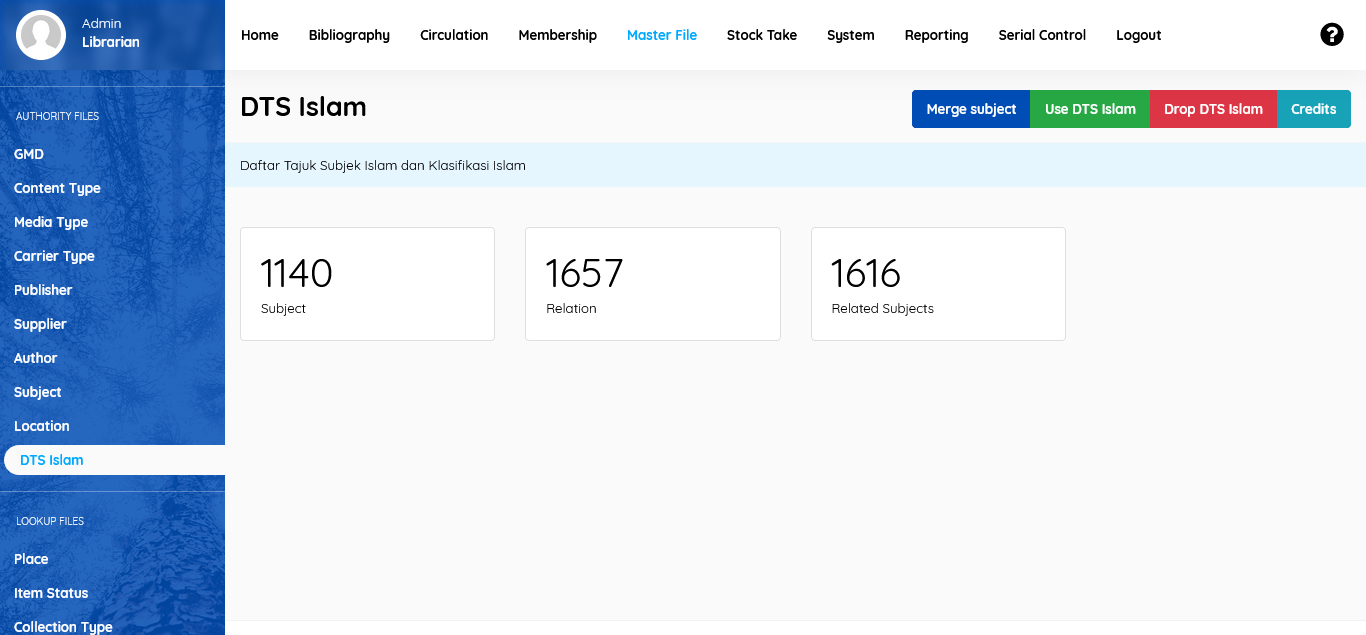 Admin
Librarian
Home Bibliography Circulation Membership Master File Stock Take System Reporting Serial Control Logout
?
AUTHORITY FILES
GMD
Content Type
Media Type
Carrier Type
Publisher
Supplier
Author
Subject
Location
DTS Islam
LOOKUP FILES
Place
Item Status
Collection Type
DTS Islam
Merge subject Use DTS Islam Drop DTS Islam Credits
Daftar Tajuk Subjek Islam dan Klasifikasi Islam
1140
Subject
1657
Relation
1616
Related Subjects